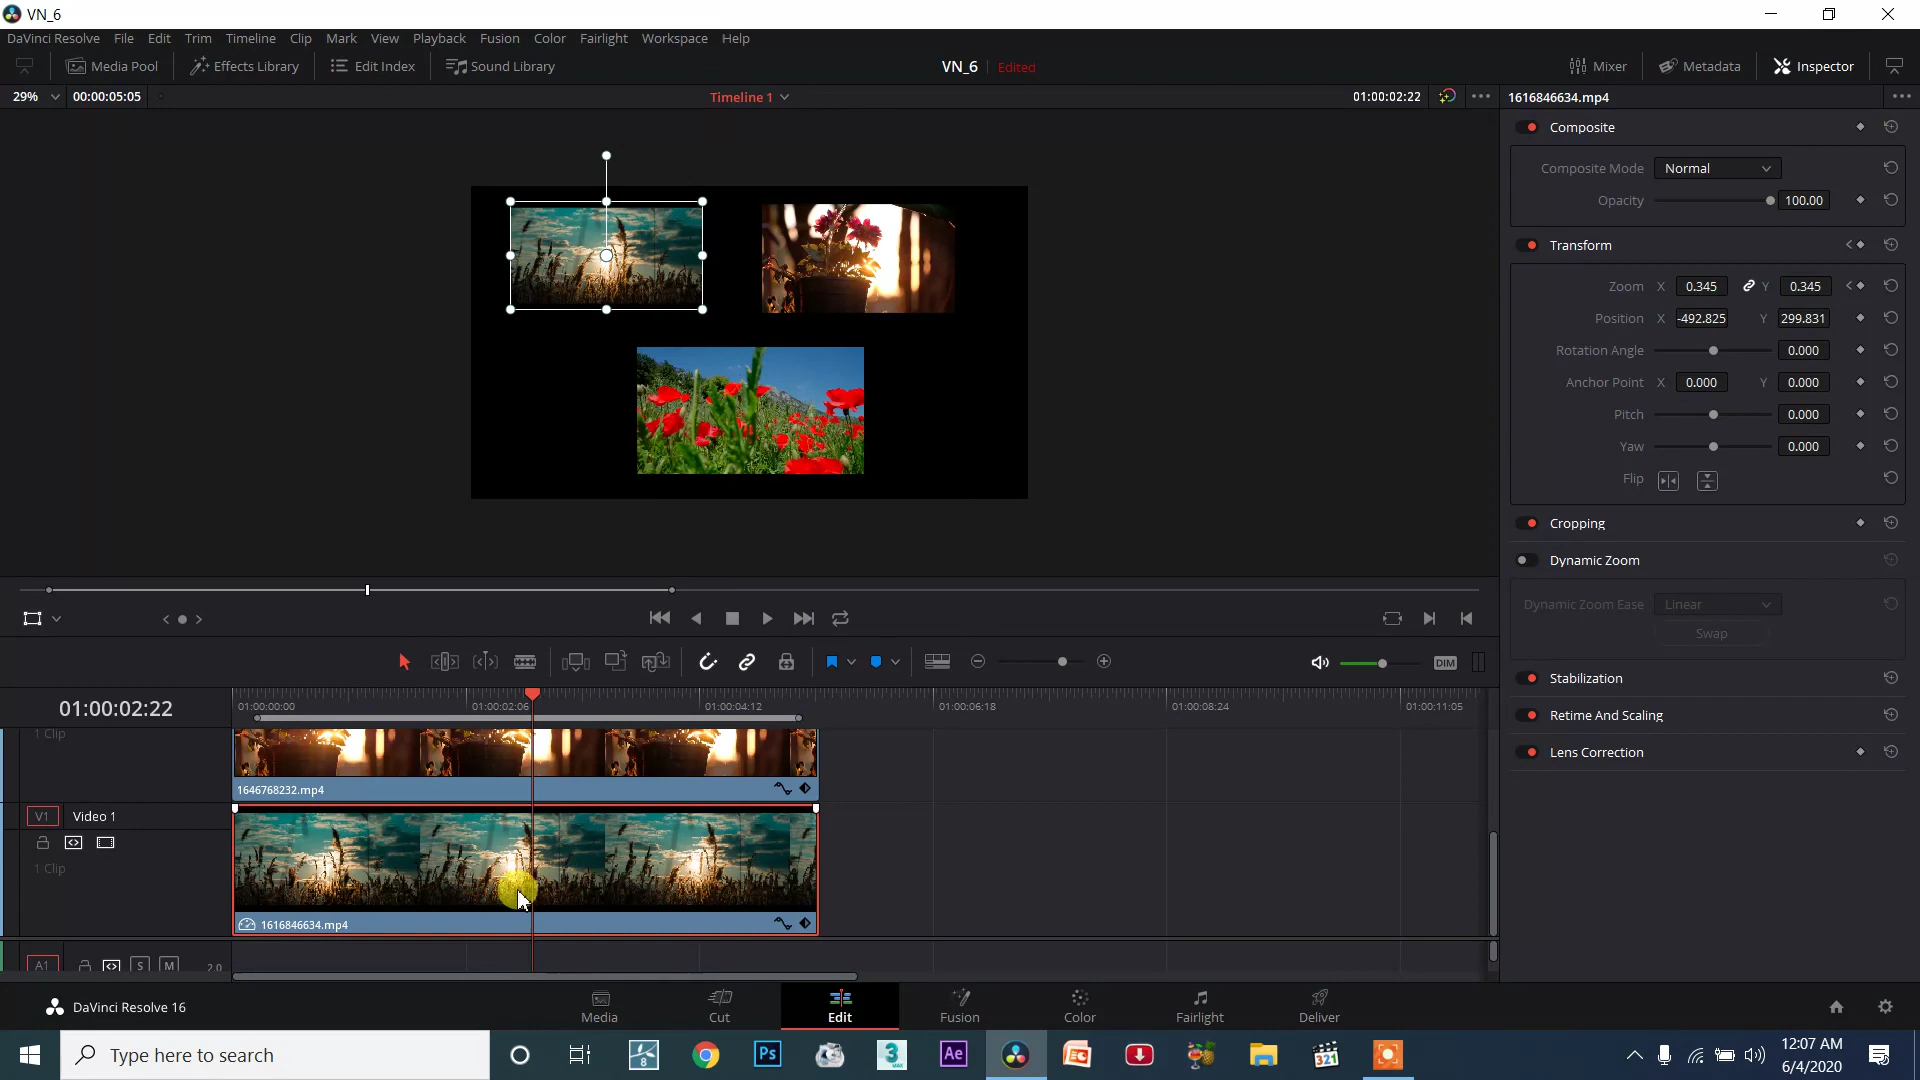 VN_6
DaVinci Resolve File Edit Trim Timeline Clip Mark View Playback Fusion Color Fairlight Workspace Help
Media Pool Effects Library Edit Index Sound Library VN_6 Edited Mixer Metadata Inspector
29% 00:00:05:05 Timeline 1 01:00:02:22 1616846634.mp4
Composite
Composite Mode Normal
Opacity 100.00
Transform
Zoom X 0.345 Y 0.345
Position X -492.825 Y 299.831
Rotation Angle 0.000
Anchor Point X 0.000 Y 0.000
Pitch 0.000
Yaw 0.000
Flip
Cropping
Dynamic Zoom
Dynamic Zoom Ease Linear
Swap
Stabilization
Retime And Scaling
Lens Correction
DIM
01:00:02:22 01:00:00:00 01:00:02:06 01:00:04:12 01:00:06:18 01:00:08:24 01:00:11:05
1 Clip
1646768232.mp4
V1 Video 1
1 Clip
1616846634.mp4
A1 S M 2.0
DaVinci Resolve 16 Media Cut Edit Fusion Color Fairlight Deliver
Type here to search
8 Ps 3 Ae 321
12:07 AM
6/4/2020